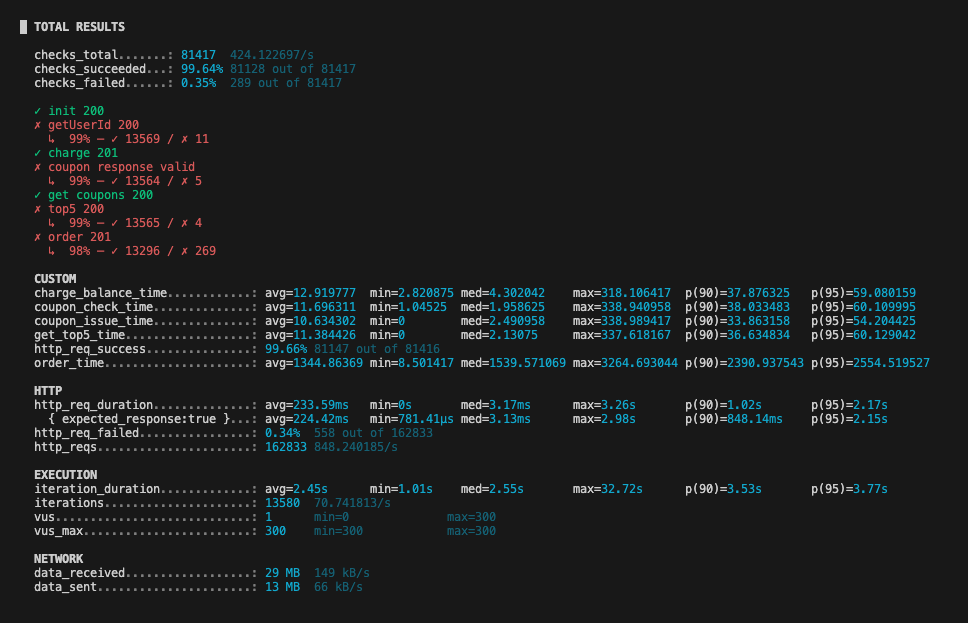 TOTAL RESULTS
checks_total.......: 81417 424.122697/s
checks_succeeded...: 99.64% 81128 out of 81417
checks_failed......: 0.35% 289 out of 81417
✓ init 200
✗ getUserId 200
↳ 99% — ✓ 13569 / ✗ 11
✓ charge 201
✗ coupon response valid
↳ 99% — ✓ 13564 / ✗ 5
✓ get coupons 200
✗ top5 200
↳ 99% — ✓ 13565 / ✗ 4
✗ order 201
↳ 98% — ✓ 13296 / ✗ 269
CUSTOM
charge_balance_time............: avg=12.919777 min=2.820875 med=4.302042 max=318.106417 p(90)=37.876325 p(95)=59.080159
coupon_check_time..............: avg=11.696311 min=1.04525 med=1.958625 max=338.940958 p(90)=38.033483 p(95)=60.109995
coupon_issue_time..............: avg=10.634302 min=0 med=2.490958 max=338.989417 p(90)=33.863158 p(95)=54.204425
get_top5_time..................: avg=11.384426 min=0 med=2.13075 max=337.618167 p(90)=36.634834 p(95)=60.129042
http_req_success...............: 99.66% 81147 out of 81416
order_time.....................: avg=1344.86369 min=8.501417 med=1539.571069 max=3264.693044 p(90)=2390.937543 p(95)=2554.519527
HTTP
http_req_duration..............: avg=233.59ms min=0s med=3.17ms max=3.26s p(90)=1.02s p(95)=2.17s
{ expected_response:true }...: avg=224.42ms min=781.41µs med=3.13ms max=2.98s p(90)=848.14ms p(95)=2.15s
http_req_failed................: 0.34% 558 out of 162833
http_reqs......................: 162833 848.240185/s
EXECUTION
iteration_duration.............: avg=2.45s min=1.01s med=2.55s max=32.72s p(90)=3.53s p(95)=3.77s
iterations.....................: 13580 70.741813/s
vus............................: 1 min=0 max=300
vus_max........................: 300 min=300 max=300
NETWORK
data_received..................: 29 MB 149 kB/s
data_sent......................: 13 MB 66 kB/s